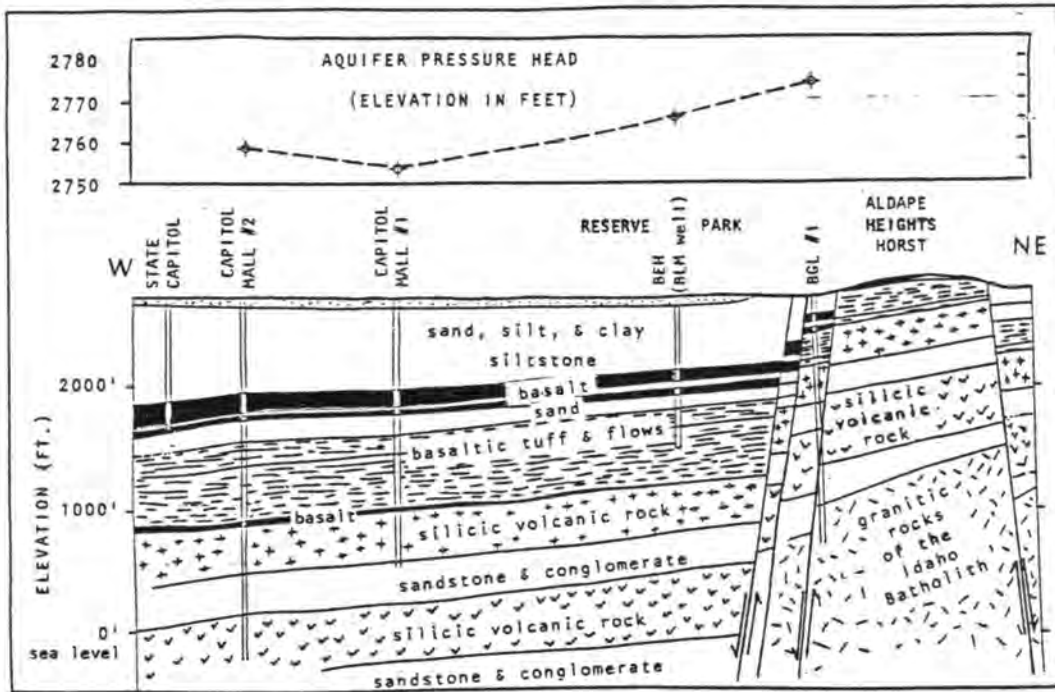 AQUIFER PRESSURE HEAD
(ELEVATION IN FEET)
2780
2770
2760
2750
W
STATE
CAPITOL
CAPITOL
MALL #2
CAPITOL
MALL #1
RESERVE PARK
BEH
(BLM well)
BGL #1
ALDAPE
HEIGHTS
HORST
NE
ELEVATION (Ft.)
2000'
1000'
0'
sea level
sand, silt, & clay
siltstone
basalt
sand
basaltic tuff & flows
basalt
silicic volcanic rock
sandstone & conglomerate
silicic volcanic rock
sandstone & conglomerate
silicic
volcanic
rock
granitic
rocks
of the
Idaho
Batholith